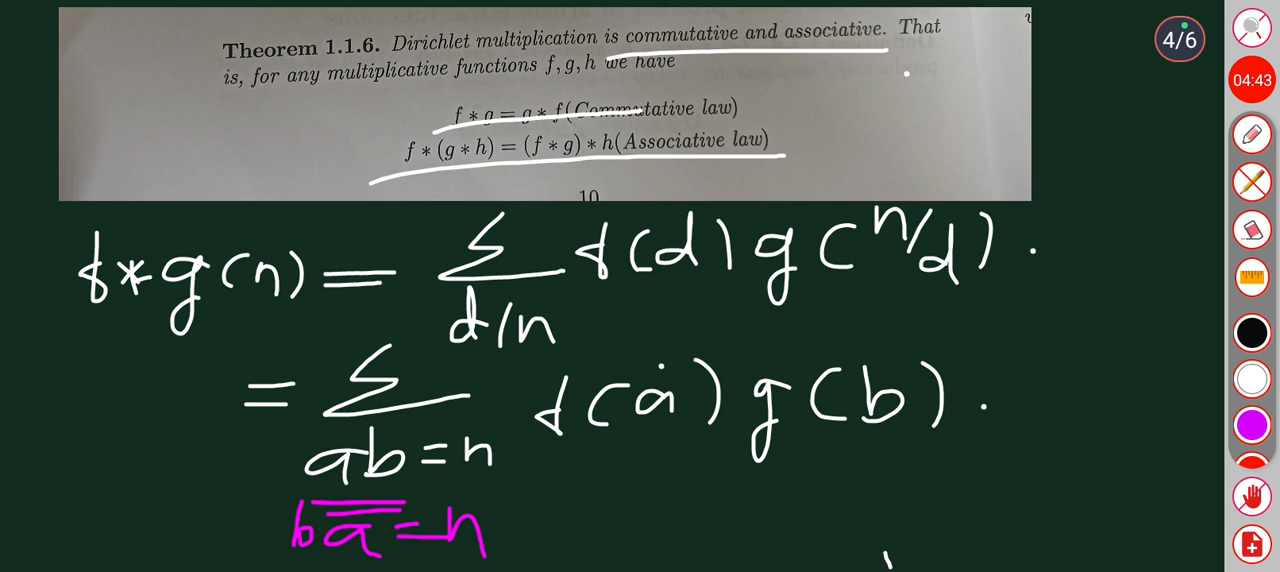 Theorem 1.1.6. Dirichlet multiplication is commutative and associative. That
is, for any multiplicative functions f, g, h we have
f * g = g * f (Commutative law)
f * (g * h) = (f * g) * h (Associative law)
10
f*g(n) = Σ f(d) g(n/d).
d/n
= Σ f(a) g(b).
ab=n
ba=n
4/6
04:43